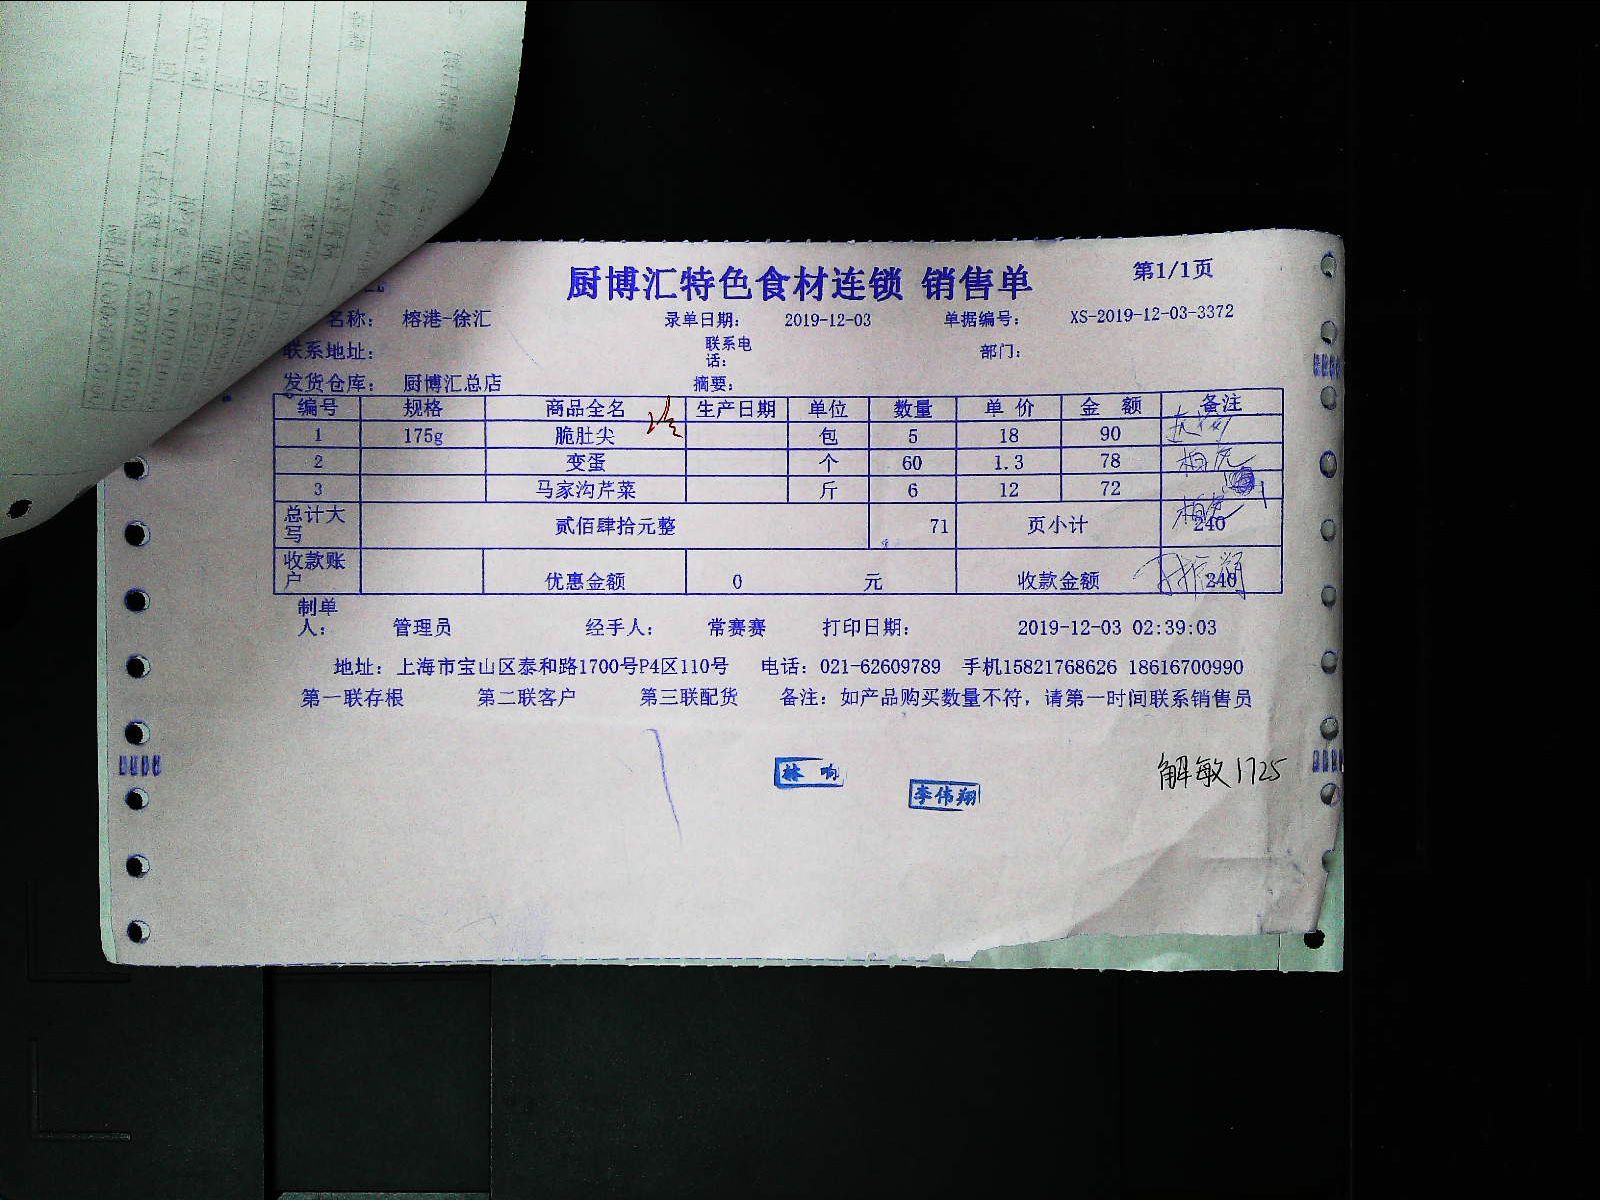 厨博汇特色食材连锁 销售单 第1/1页
名称： 榕港-徐汇 录单日期： 2019-12-03 单据编号： XS-2019-12-03-3372
联系地址： 联系电话： 部门：
发货仓库： 厨博汇总店 摘要：
编号 规格 商品全名 生产日期 单位 数量 单 价 金 额 备注
1 175g 脆肚尖 包 5 18 90
2 变蛋 个 60 1.3 78
3 马家沟芹菜 斤 6 12 72
总计大写 贰佰肆拾元整 71 页小计 240
收款账户 优惠金额 0 元 收款金额 240
制单人： 管理员 经手人： 常赛赛 打印日期： 2019-12-03 02:39:03
地址：上海市宝山区泰和路1700号P4区110号 电话：021-62609789 手机15821768626 18616700990
第一联存根 第二联客户 第三联配货 备注：如产品购买数量不符，请第一时间联系销售员
解敏1725
李伟翔